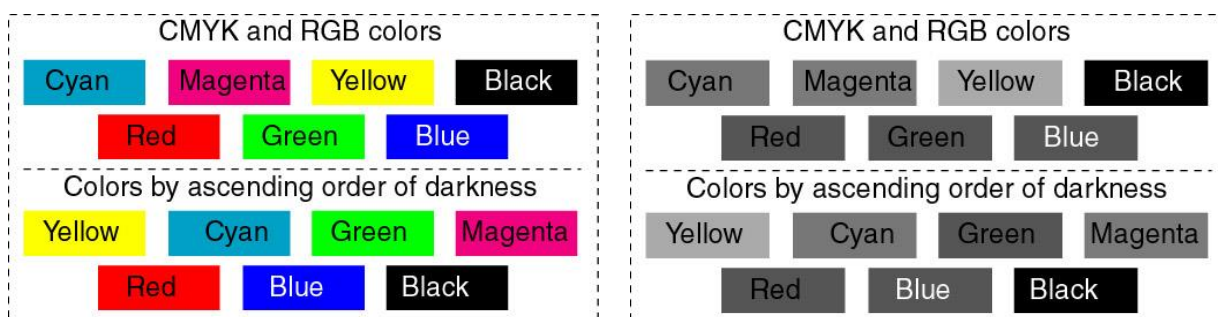 CMYK and RGB colors
Cyan Magenta Yellow Black
Red Green Blue
Colors by ascending order of darkness
Yellow Cyan Green Magenta
Red Blue Black
CMYK and RGB colors
Cyan Magenta Yellow Black
Red Green Blue
Colors by ascending order of darkness
Yellow Cyan Green Magenta
Red Blue Black